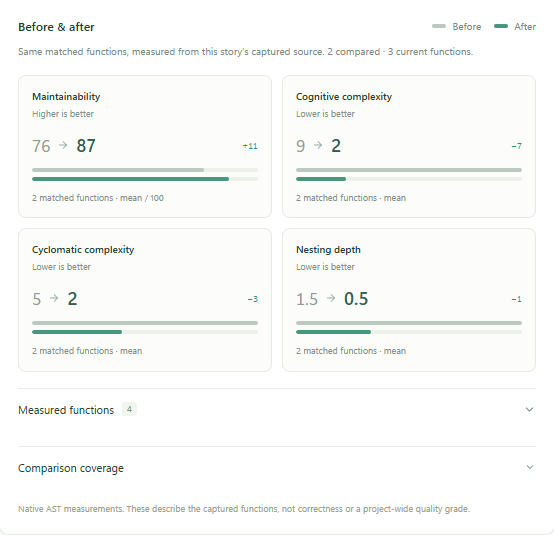 Before & after
Before
After
Same matched functions, measured from this story's captured source. 2 compared · 3 current functions.
Maintainability
Higher is better
76 → 87
+11
2 matched functions · mean / 100
Cognitive complexity
Lower is better
9 → 2
−7
2 matched functions · mean
Cyclomatic complexity
Lower is better
5 → 2
−3
2 matched functions · mean
Nesting depth
Lower is better
1.5 → 0.5
−1
2 matched functions · mean
Measured functions 4
Comparison coverage
Native AST measurements. These describe the captured functions, not correctness or a project-wide quality grade.